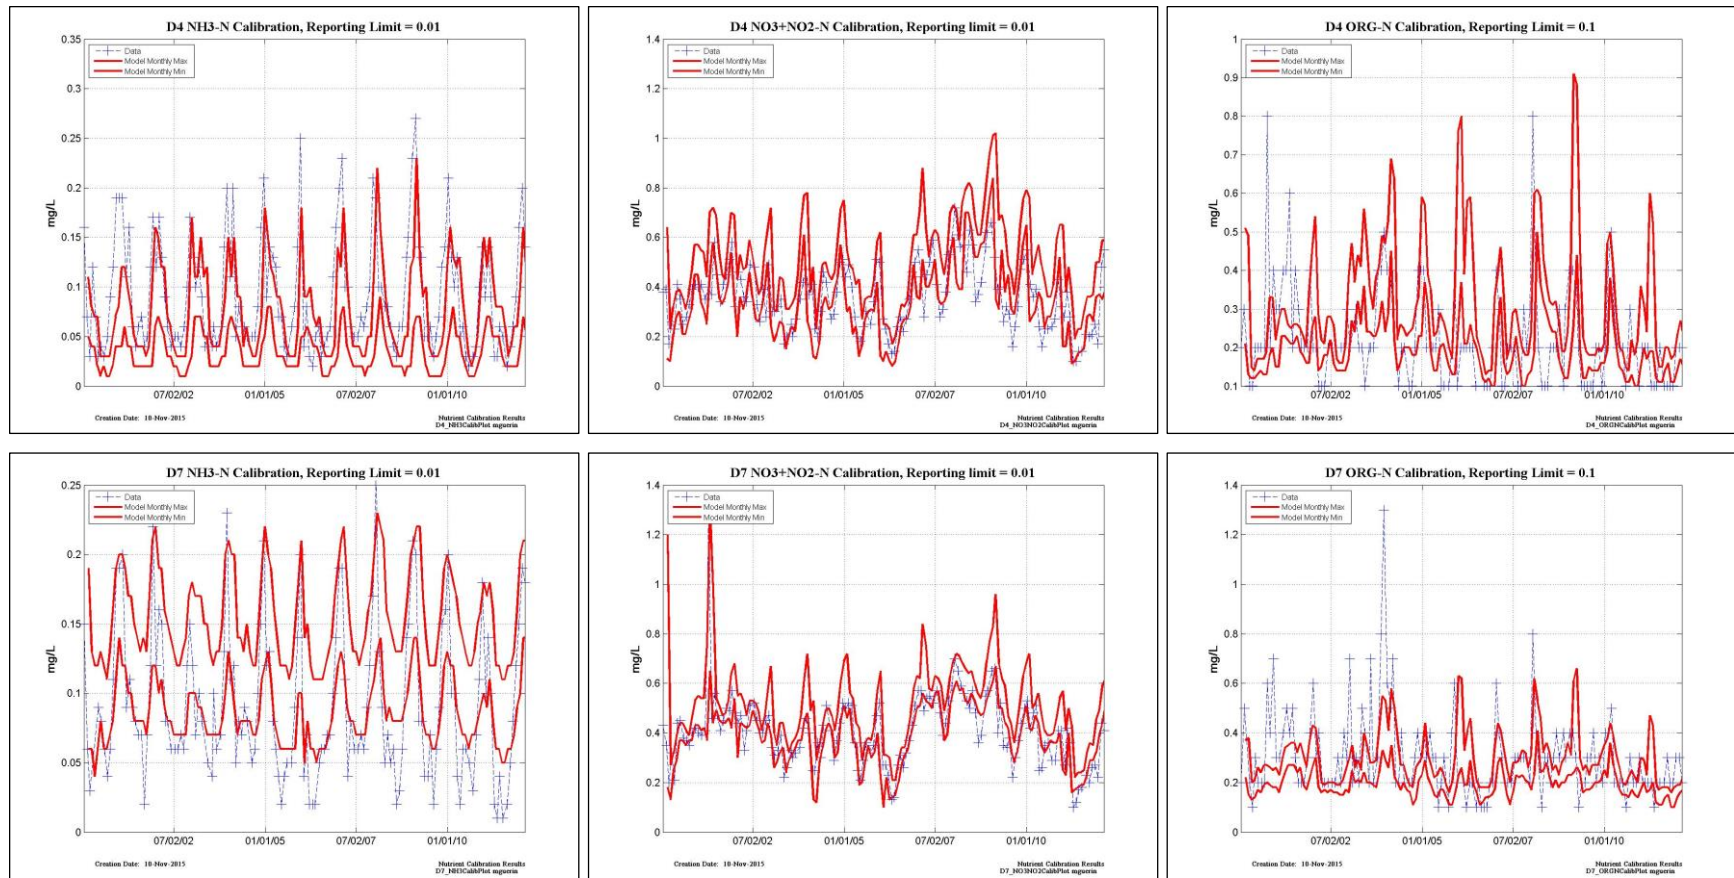 D4 NH3-N Calibration, Reporting Limit = 0.01
Data
Model Monthly Max
Model Monthly Min
0.35
0.3
0.25
0.2
0.15
0.1
0.05
0
mg/L
07/02/02 01/01/05 07/02/07 01/01/10
Creation Date: 10-Nov-2015
Nutrient Calibration Results
D4_NH3CalibPlot mguerin
D4 NO3+NO2-N Calibration, Reporting limit = 0.01
Data
Model Monthly Max
Model Monthly Min
1.4
1.2
1
0.8
0.6
0.4
0.2
0
mg/L
07/02/02 01/01/05 07/02/07 01/01/10
Creation Date: 10-Nov-2015
Nutrient Calibration Results
D4_NO3NO2CalibPlot mguerin
D4 ORG-N Calibration, Reporting Limit = 0.1
Data
Model Monthly Max
Model Monthly Min
1
0.9
0.8
0.7
0.6
0.5
0.4
0.3
0.2
0.1
mg/L
07/02/02 01/01/05 07/02/07 01/01/10
Creation Date: 10-Nov-2015
Nutrient Calibration Results
D4_ORGNCalibPlot mguerin
D7 NH3-N Calibration, Reporting Limit = 0.01
Data
Model Monthly Max
Model Monthly Min
0.25
0.2
0.15
0.1
0.05
0
mg/L
07/02/02 01/01/05 07/02/07 01/01/10
Creation Date: 10-Nov-2015
Nutrient Calibration Results
D7_NH3CalibPlot mguerin
D7 NO3+NO2-N Calibration, Reporting limit = 0.01
Data
Model Monthly Max
Model Monthly Min
1.4
1.2
1
0.8
0.6
0.4
0.2
0
mg/L
07/02/02 01/01/05 07/02/07 01/01/10
Creation Date: 10-Nov-2015
Nutrient Calibration Results
D7_NO3NO2CalibPlot mguerin
D7 ORG-N Calibration, Reporting Limit = 0.1
Data
Model Monthly Max
Model Monthly Min
1.4
1.2
1
0.8
0.6
0.4
0.2
0
mg/L
07/02/02 01/01/05 07/02/07 01/01/10
Creation Date: 10-Nov-2015
Nutrient Calibration Results
D7_ORGNCalibPlot mguerin